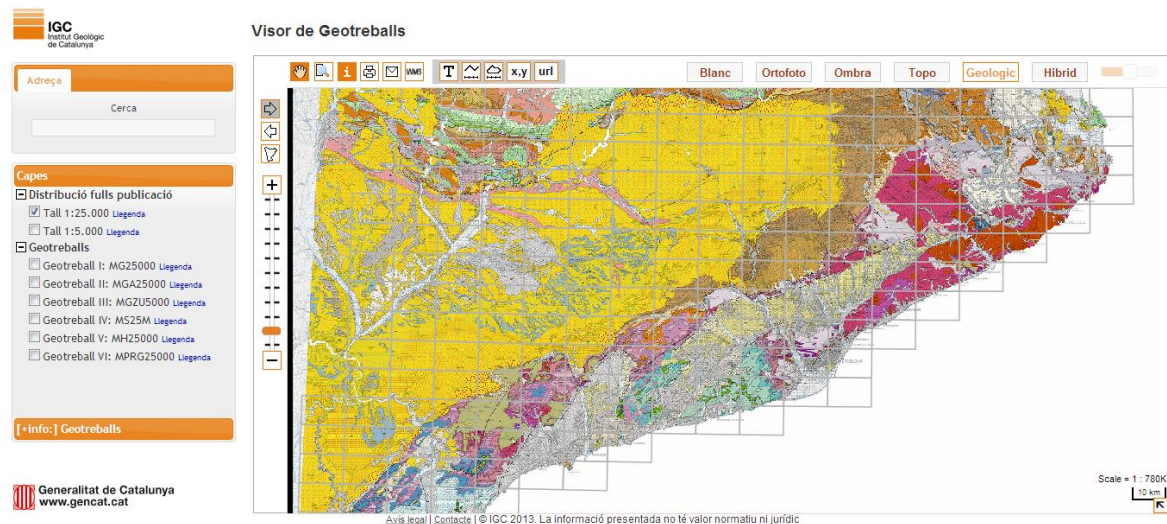 IGC
Institut Geològic
de Catalunya
Visor de Geotreballs
Adreça
Cerca
i
WMS
T
x,y
url
Blanc
Ortofoto
Ombra
Topo
Geologic
Hibrid
Capes
Distribució fulls publicació
Tall 1:25.000 Llegenda
Tall 1:5.000 Llegenda
Geotreballs
Geotreball I: MG25000 Llegenda
Geotreball II: MGA25000 Llegenda
Geotreball III: MGZU5000 Llegenda
Geotreball IV: MS25M Llegenda
Geotreball V: MH25000 Llegenda
Geotreball VI: MPRG25000 Llegenda
[+info:] Geotreballs
Generalitat de Catalunya
www.gencat.cat
Scale = 1 : 780K
10 km
Avís legal | Contacte | © IGC 2013. La informació presentada no té valor normatiu ni jurídic